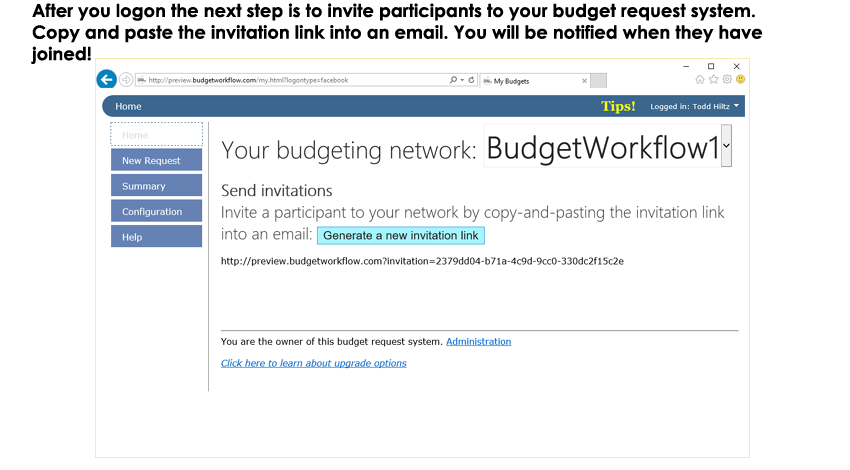 After you logon the next step is to invite participants to your budget request system.
Copy and paste the invitation link into an email. You will be notified when they have
joined!
http://preview.budgetworkflow.com/my.html?logontype=facebook
My Budgets
Home
Tips!
Logged in: Todd Hiltz
Home
New Request
Summary
Configuration
Help
Your budgeting network: BudgetWorkflow1
Send invitations
Invite a participant to your network by copy-and-pasting the invitation link
into an email: Generate a new invitation link
http://preview.budgetworkflow.com?invitation=2379dd04-b71a-4c9d-9cc0-330dc2f15c2e
You are the owner of this budget request system. Administration
Click here to learn about upgrade options